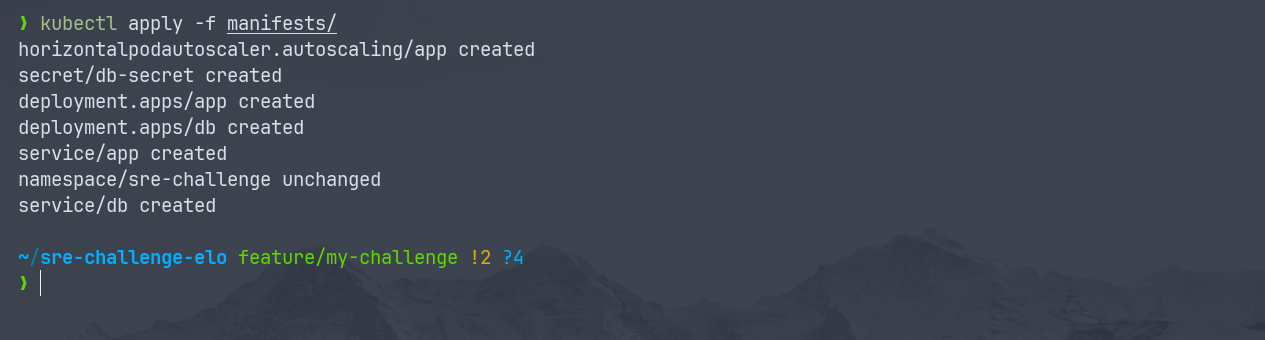 ❯ kubectl apply -f manifests/
horizontalpodautoscaler.autoscaling/app created
secret/db-secret created
deployment.apps/app created
deployment.apps/db created
service/app created
namespace/sre-challenge unchanged
service/db created
~/sre-challenge-elo feature/my-challenge !2 ?4
❯